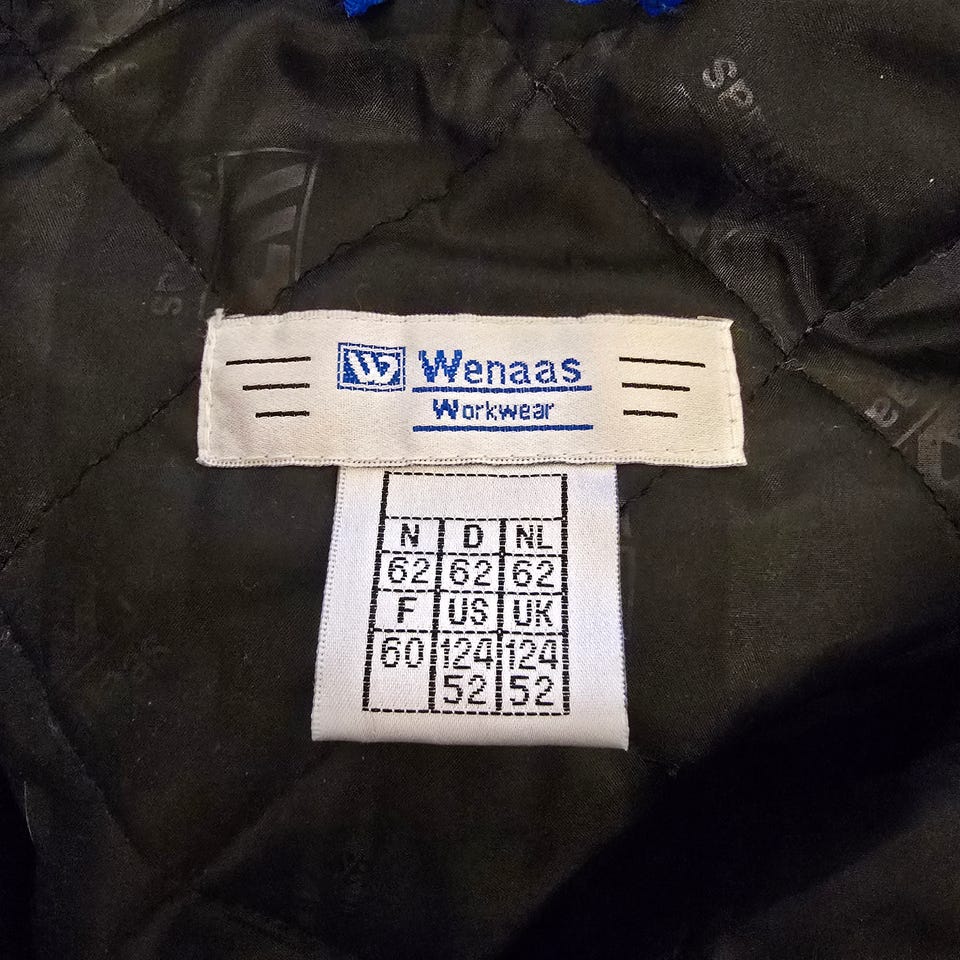 W Wenaas
Workwear
N D NL
62 62 62
F US UK
60 124 124
52 52